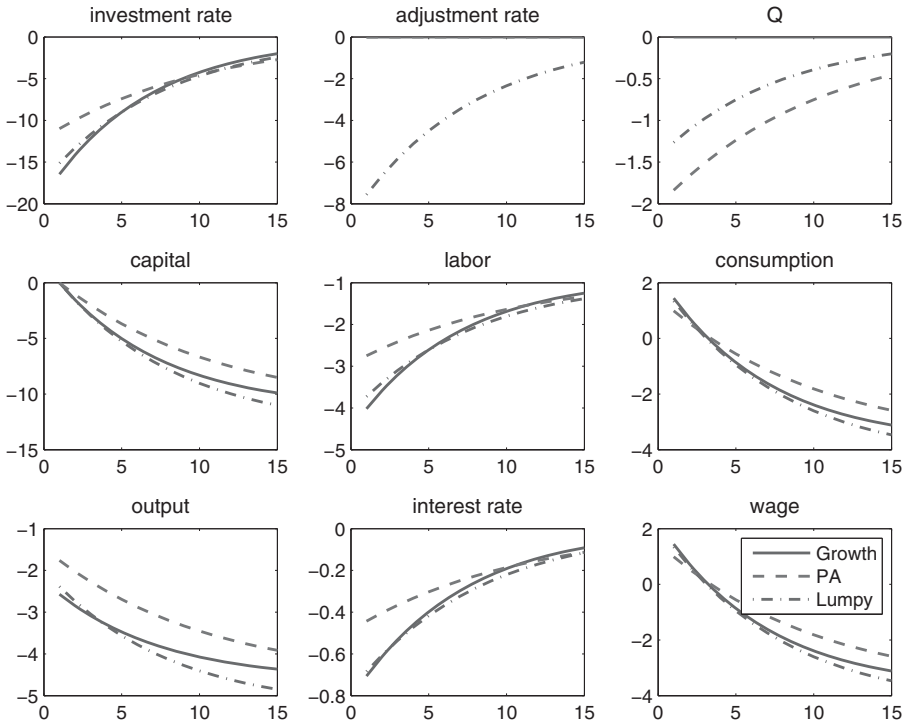 investment rate
adjustment rate
Q
0
−5
−10
−15
−20
0 5 10 15
0
−2
−4
−6
−8
0 5 10 15
0
−0.5
−1
−1.5
−2
0 5 10 15
capital
labor
consumption
0
−5
−10
−15
0 5 10 15
−1
−2
−3
−4
−5
0 5 10 15
2
0
−2
−4
0 5 10 15
output
interest rate
wage
−1
−2
−3
−4
−5
0 5 10 15
0
−0.2
−0.4
−0.6
−0.8
0 5 10 15
2
0
−2
−4
0 5 10 15
Growth
PA
Lumpy